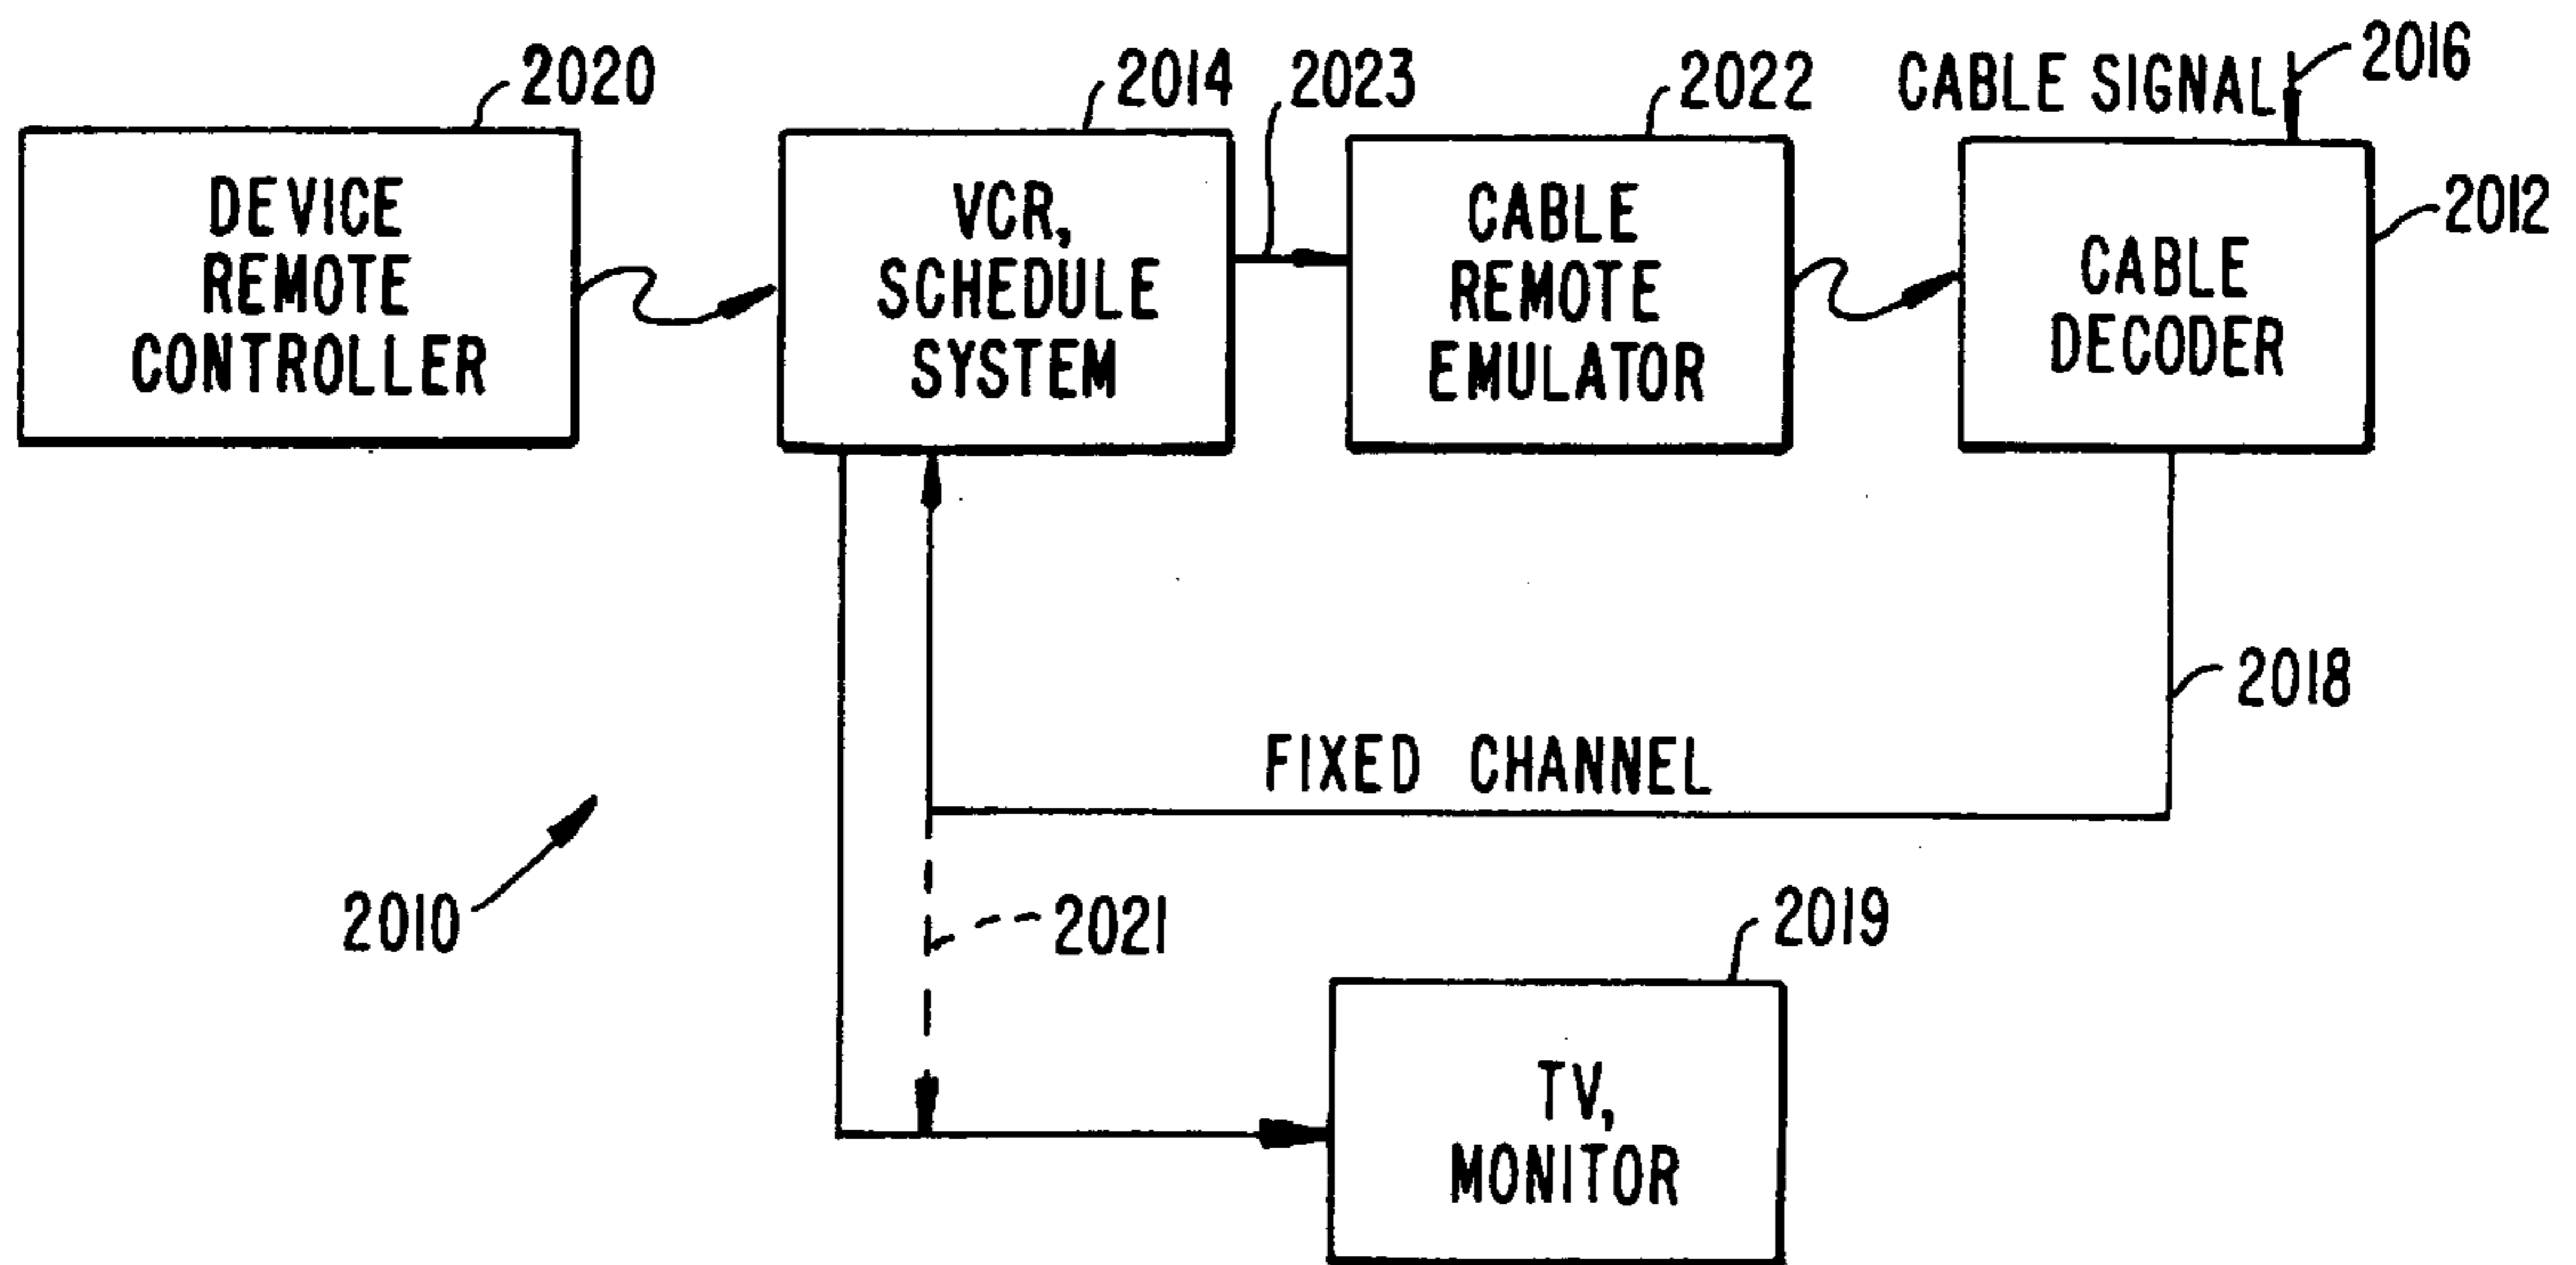 2020
2014
2023
2022
CABLE SIGNAL
2016
DEVICE
REMOTE
CONTROLLER
VCR,
SCHEDULE
SYSTEM
CABLE
REMOTE
EMULATOR
CABLE
DECODER
2012
2018
FIXED CHANNEL
2010
2021
2019
TV,
MONITOR